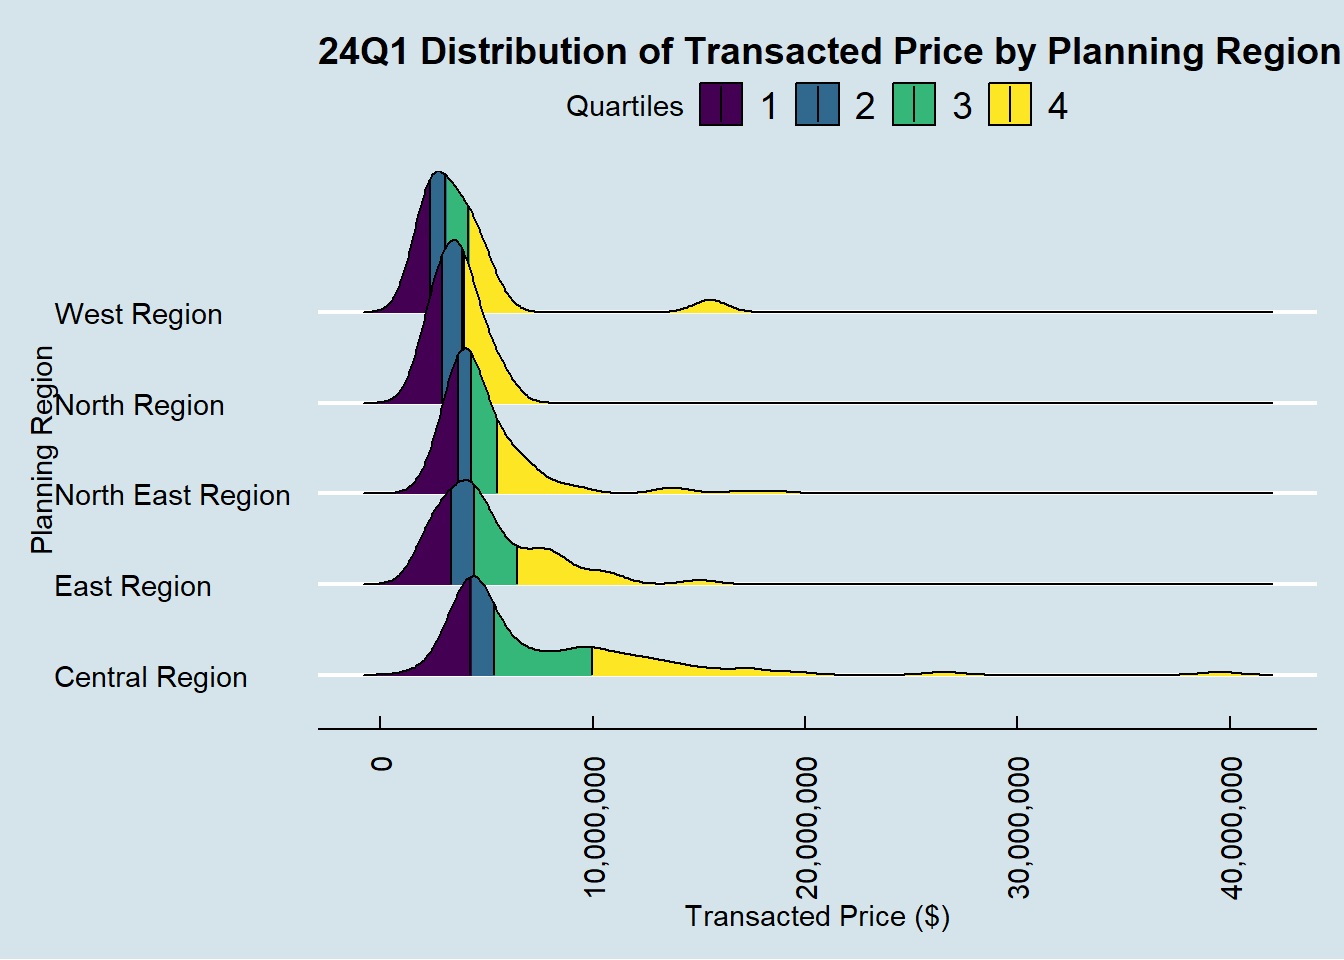 24Q1 Distribution of Transacted Price by Planning Region
Quartiles 1 2 3 4
West Region
North Region
North East Region
East Region
Central Region
Planning Region
0
10,000,000
20,000,000
30,000,000
40,000,000
Transacted Price ($)